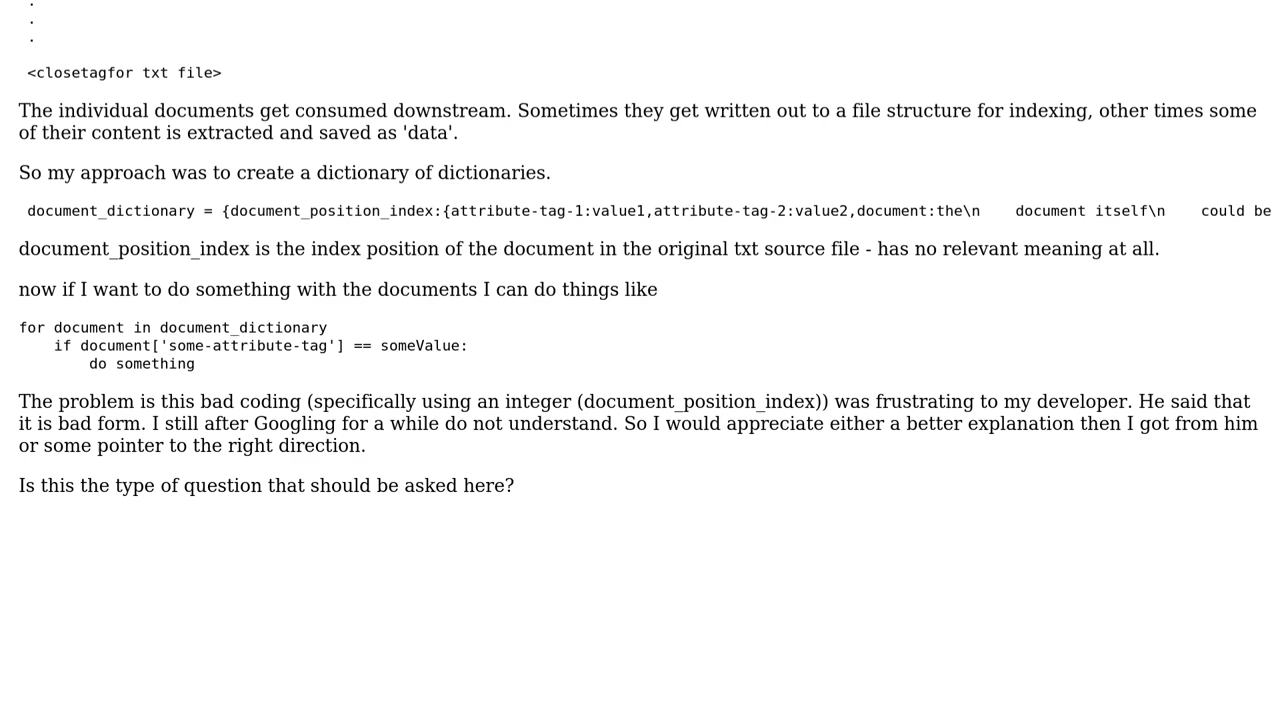 .
.
.
<closetagfor txt file>
The individual documents get consumed downstream. Sometimes they get written out to a file structure for indexing, other times some
of their content is extracted and saved as 'data'.
So my approach was to create a dictionary of dictionaries.
document_dictionary = {document_position_index:{attribute-tag-1:value1,attribute-tag-2:value2,document:the\n    document itself\n    could be
document_position_index is the index position of the document in the original txt source file - has no relevant meaning at all.
now if I want to do something with the documents I can do things like
for document in document_dictionary
    if document['some-attribute-tag'] == someValue:
        do something
The problem is this bad coding (specifically using an integer (document_position_index)) was frustrating to my developer. He said that
it is bad form. I still after Googling for a while do not understand. So I would appreciate either a better explanation then I got from him
or some pointer to the right direction.
Is this the type of question that should be asked here?